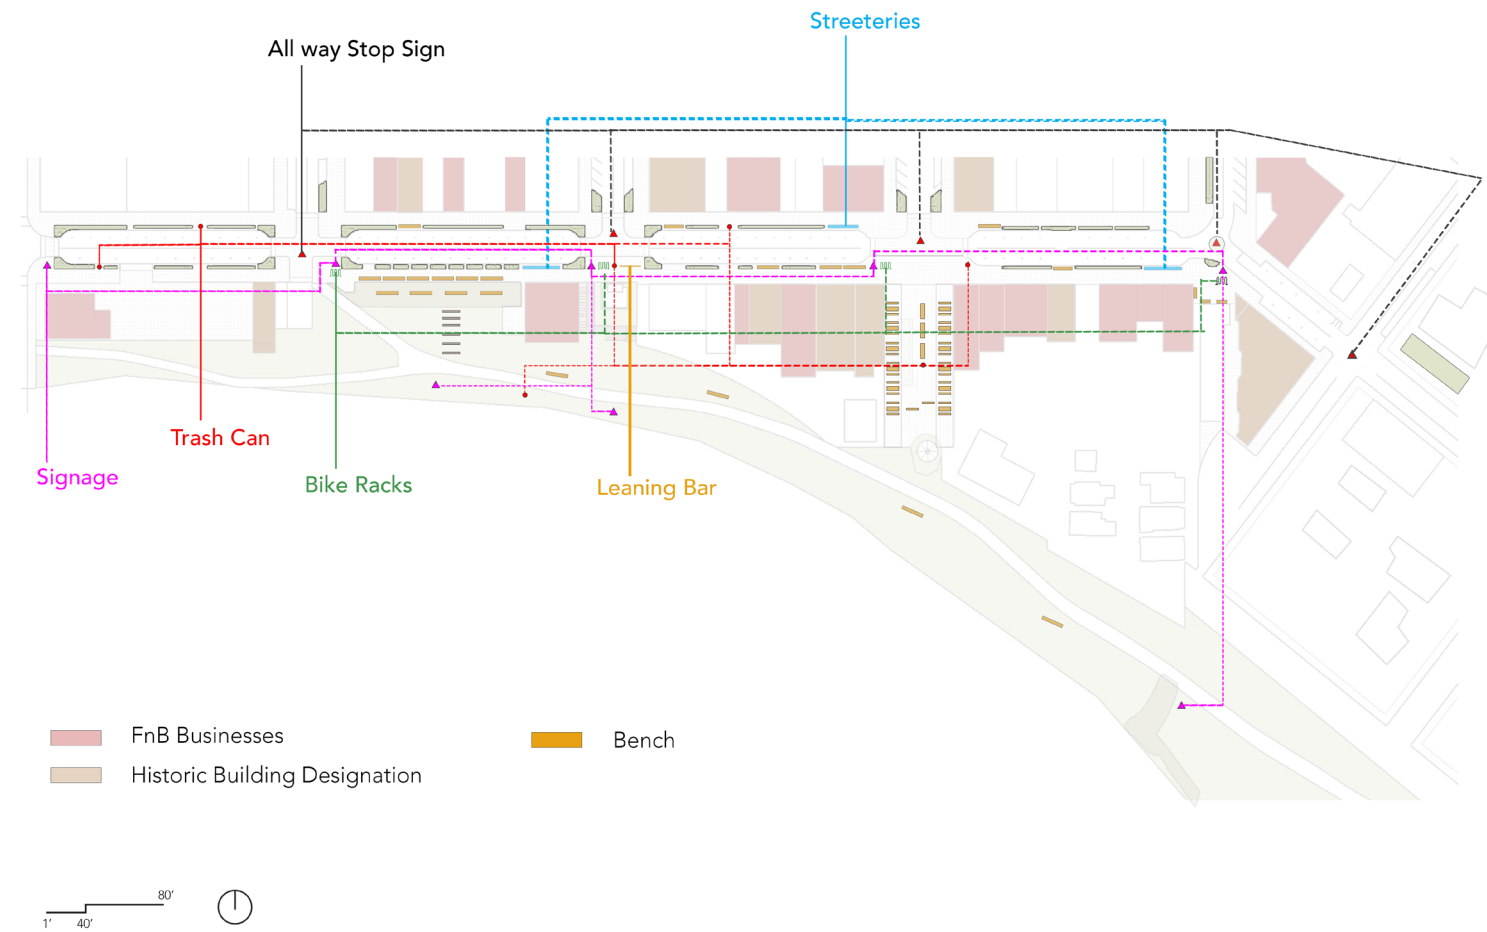 Streeteries
All way Stop Sign
Trash Can
Signage
Bike Racks
Leaning Bar
FnB Businesses
Bench
Historic Building Designation
80'
1'
40'